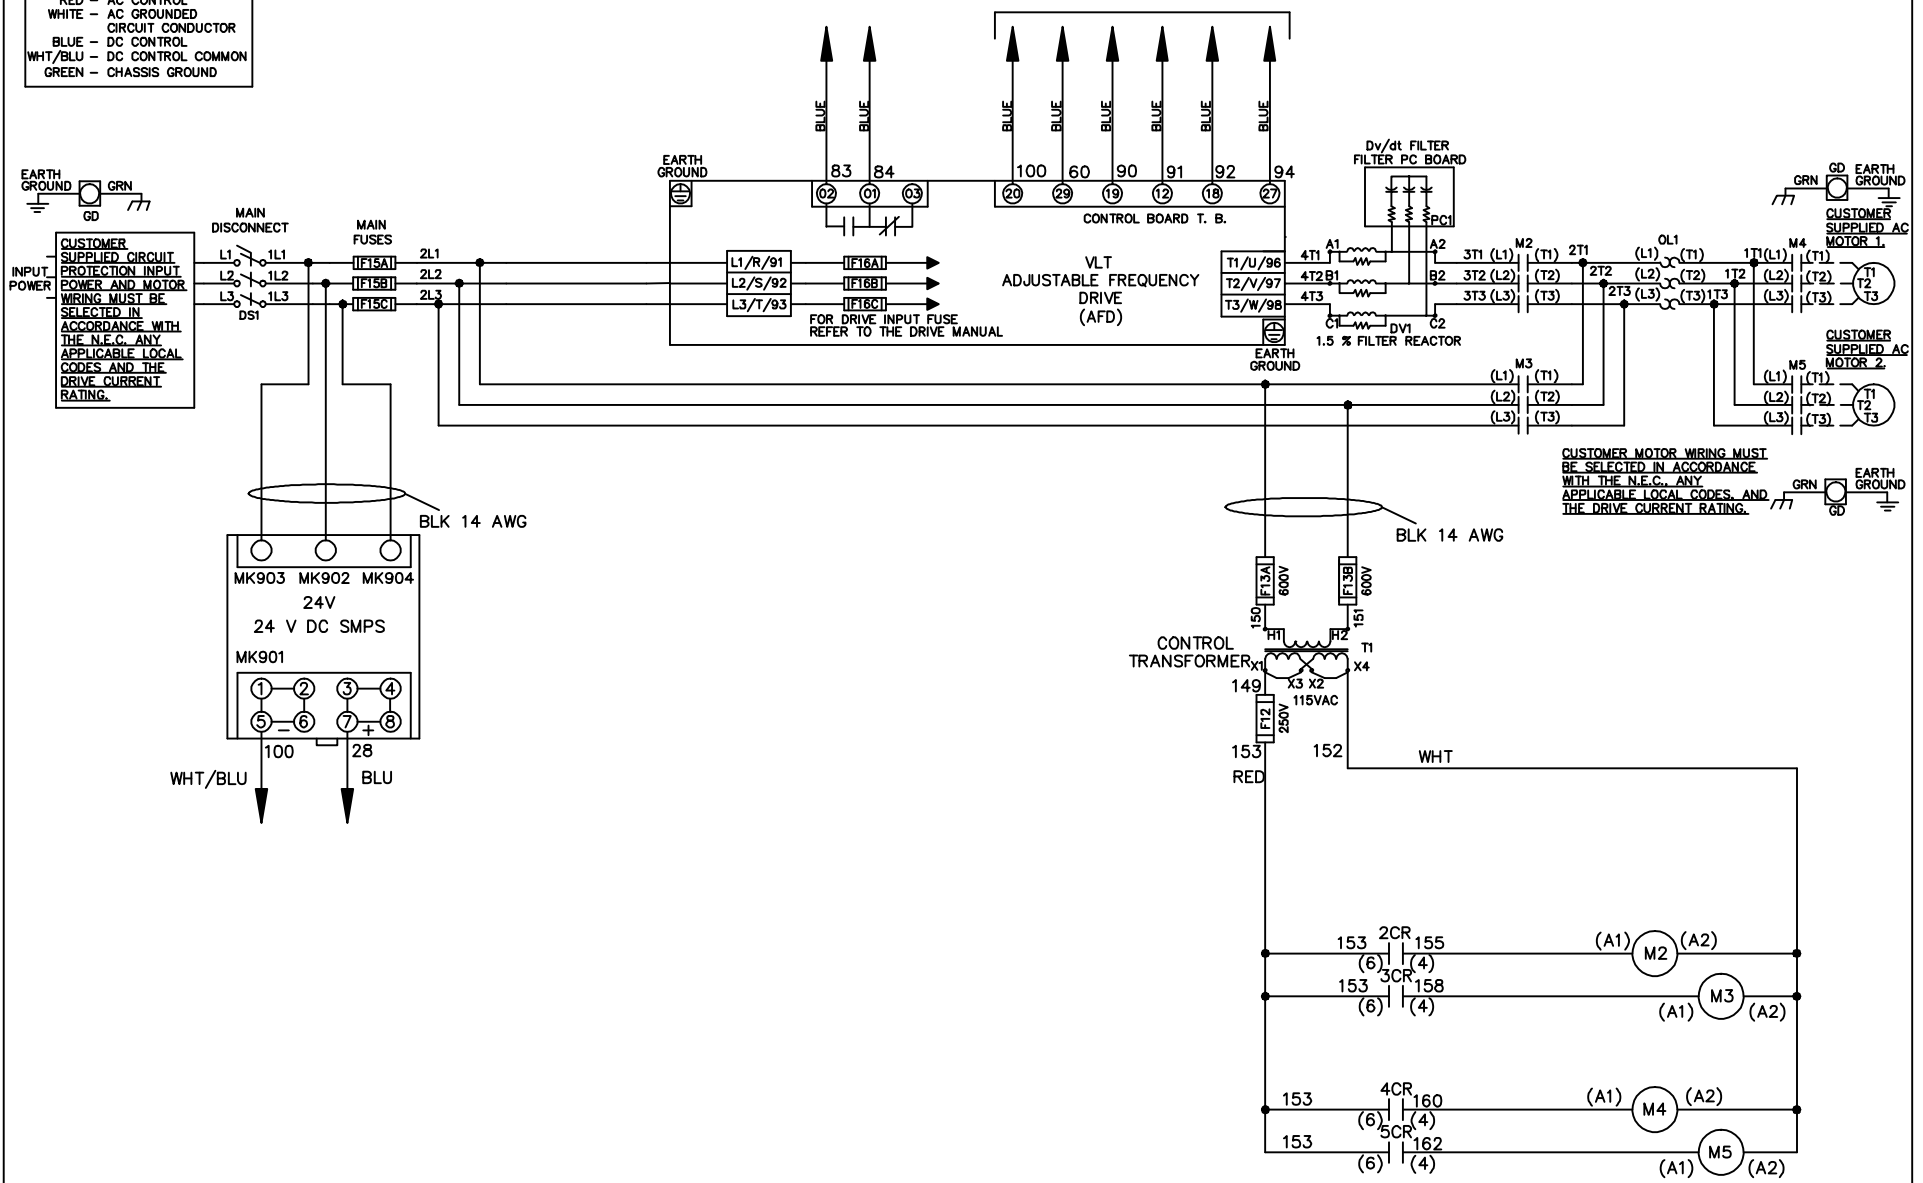 RED – AC CONTROL
WHITE – AC GROUNDED
CIRCUIT CONDUCTOR
BLUE – DC CONTROL
WHT/BLU – DC CONTROL COMMON
GREEN – CHASSIS GROUND
BLUE
BLUE
BLUE
BLUE
BLUE
BLUE
BLUE
BLUE
EARTH
GROUND
GRN
GD
MAIN
DISCONNECT
MAIN
FUSES
INPUT
POWER
CUSTOMER
SUPPLIED CIRCUIT
PROTECTION INPUT
POWER AND MOTOR
WIRING MUST BE
SELECTED IN
ACCORDANCE WITH
THE N.E.C. ANY
APPLICABLE LOCAL
CODES AND THE
DRIVE CURRENT
RATING.
L1 1L1 F15A 2L1
L2 1L2 F15B 2L2
L3 1L3 F15C 2L3
DS1
EARTH
GROUND
83 84
02 01 03
100 60 90 91 92 94
20 29 19 12 18 27
CONTROL BOARD T. B.
L1/R/91 F16A
L2/S/92 F16B
L3/T/93 F16C
FOR DRIVE INPUT FUSE
REFER TO THE DRIVE MANUAL
VLT
ADJUSTABLE FREQUENCY
DRIVE
(AFD)
T1/U/96 4T1
T2/V/97 4T2
T3/W/98 4T3
EARTH
GROUND
Dv/dt FILTER
FILTER PC BOARD
PC1
A1 A2
B1 B2
C1 C2
DV1
1.5 % FILTER REACTOR
M2
3T1 (L1) (T1) 2T1
3T2 (L2) (T2) 2T2
3T3 (L3) (T3) 2T3
OL1
(L1) (T1) 1T1
(L2) (T2) 1T2
(L3) (T3) 1T3
M4
(L1) (T1)
(L2) (T2)
(L3) (T3)
T1
T2
T3
GRN
GD
EARTH
GROUND
CUSTOMER
SUPPLIED AC
MOTOR 1.
CUSTOMER
SUPPLIED AC
MOTOR 2.
M3
(L1) (T1)
(L2) (T2)
(L3) (T3)
M5
(L1) (T1)
(L2) (T2)
(L3) (T3)
T1
T2
T3
CUSTOMER MOTOR WIRING MUST
BE SELECTED IN ACCORDANCE
WITH THE N.E.C., ANY
APPLICABLE LOCAL CODES, AND
THE DRIVE CURRENT RATING.
GRN
GD
EARTH
GROUND
BLK 14 AWG
MK903 MK902 MK904
24V
24 V DC SMPS
MK901
1 2 3 4
5 – 6 7 + 8
100 28
WHT/BLU BLU
BLK 14 AWG
F13A 600V
F13B 600V
150 151
H1 H2
T1
CONTROL
TRANSFORMER
X1 X3 X2 X4
115VAC
149
F12 250V
153 152
RED
WHT
2CR
153 155 (A1) M2 (A2)
(6) (4)
3CR
153 158 M3
(6) (4) (A1) (A2)
4CR
153 160 (A1) M4 (A2)
(6) (4)
5CR
153 162 M5
(6) (4) (A1) (A2)